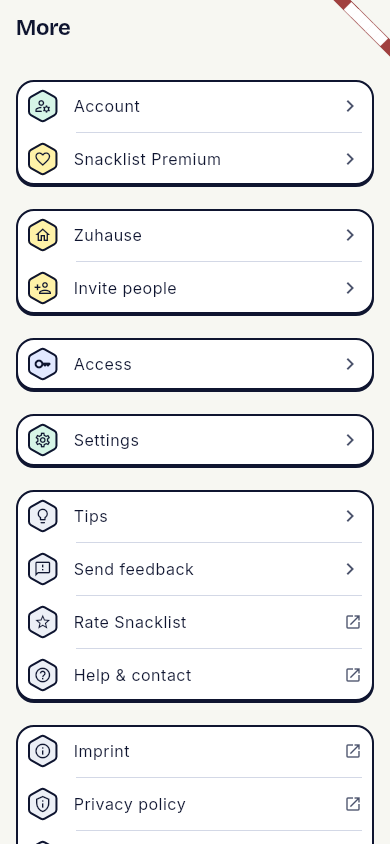 More
Account
Snacklist Premium
Zuhause
Invite people
Access
Settings
Tips
Send feedback
Rate Snacklist
Help & contact
Imprint
Privacy policy